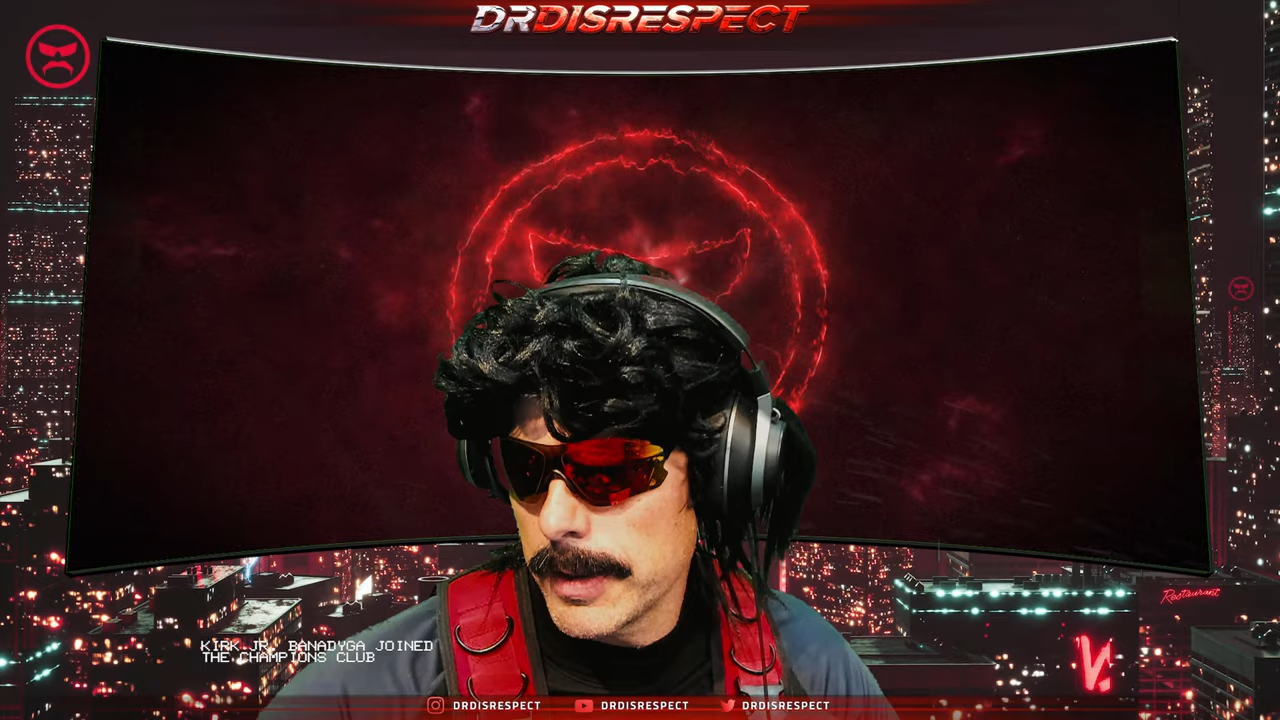 DRDISRESPECT
Restaurant
KIRK JR. BANADYGA JOINED
THE CHAMPIONS CLUB
DRDISRESPECT DRDISRESPECT DRDISRESPECT